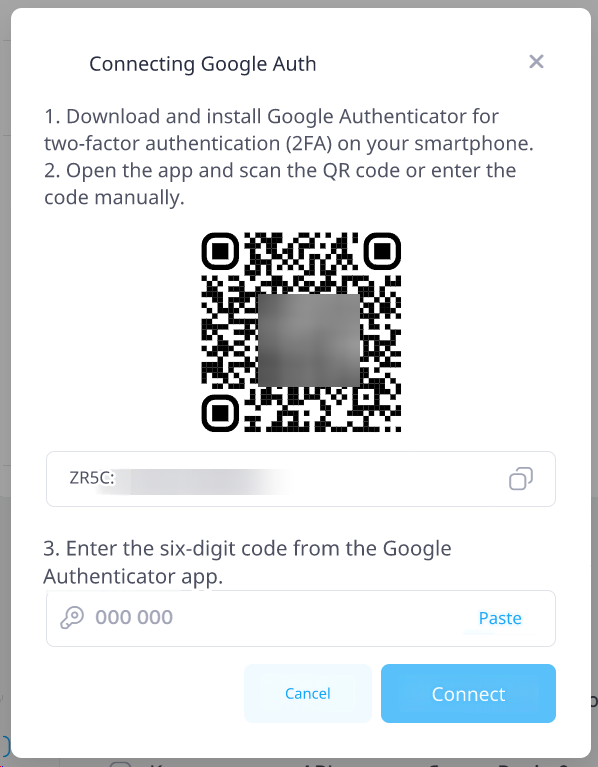 Connecting Google Auth
1. Download and install Google Authenticator for
two-factor authentication (2FA) on your smartphone.
2. Open the app and scan the QR code or enter the
code manually.
ZR5C:
3. Enter the six-digit code from the Google
Authenticator app.
000 000
Paste
Cancel
Connect